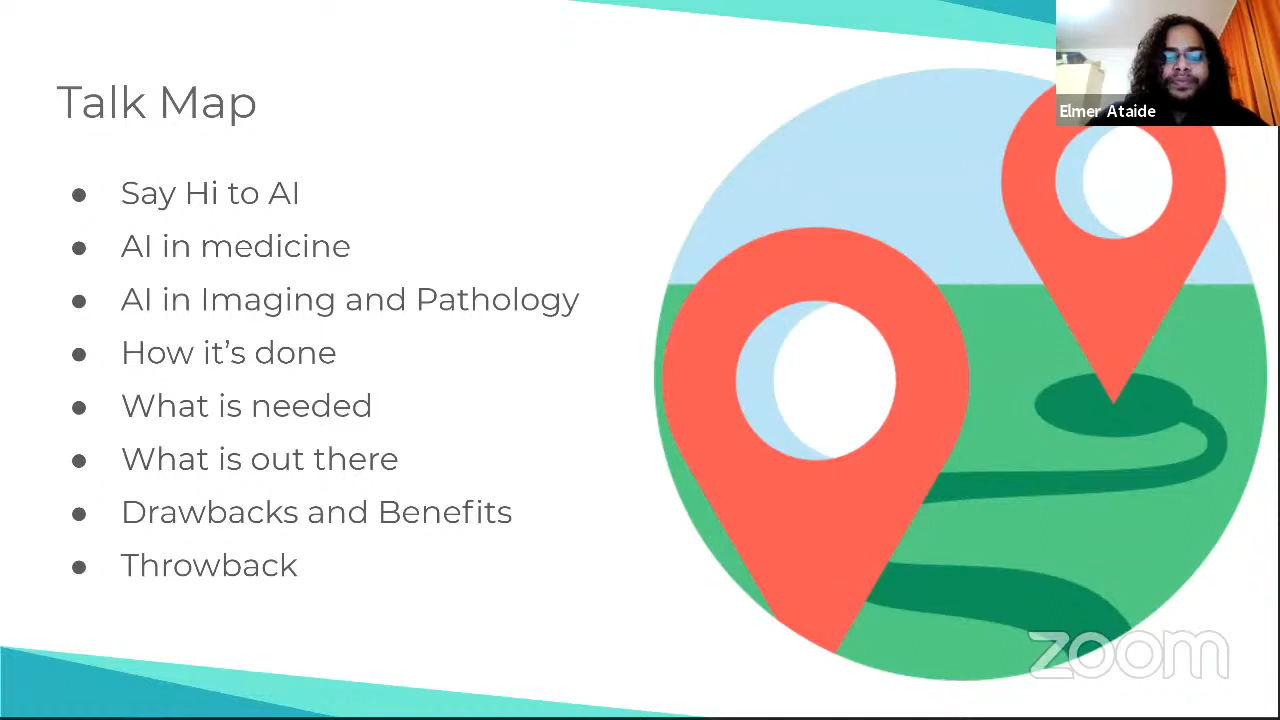 Talk Map
● Say Hi to AI
● AI in medicine
● AI in Imaging and Pathology
● How it's done
● What is needed
● What is out there
● Drawbacks and Benefits
● Throwback
Elmer Ataide
zoom